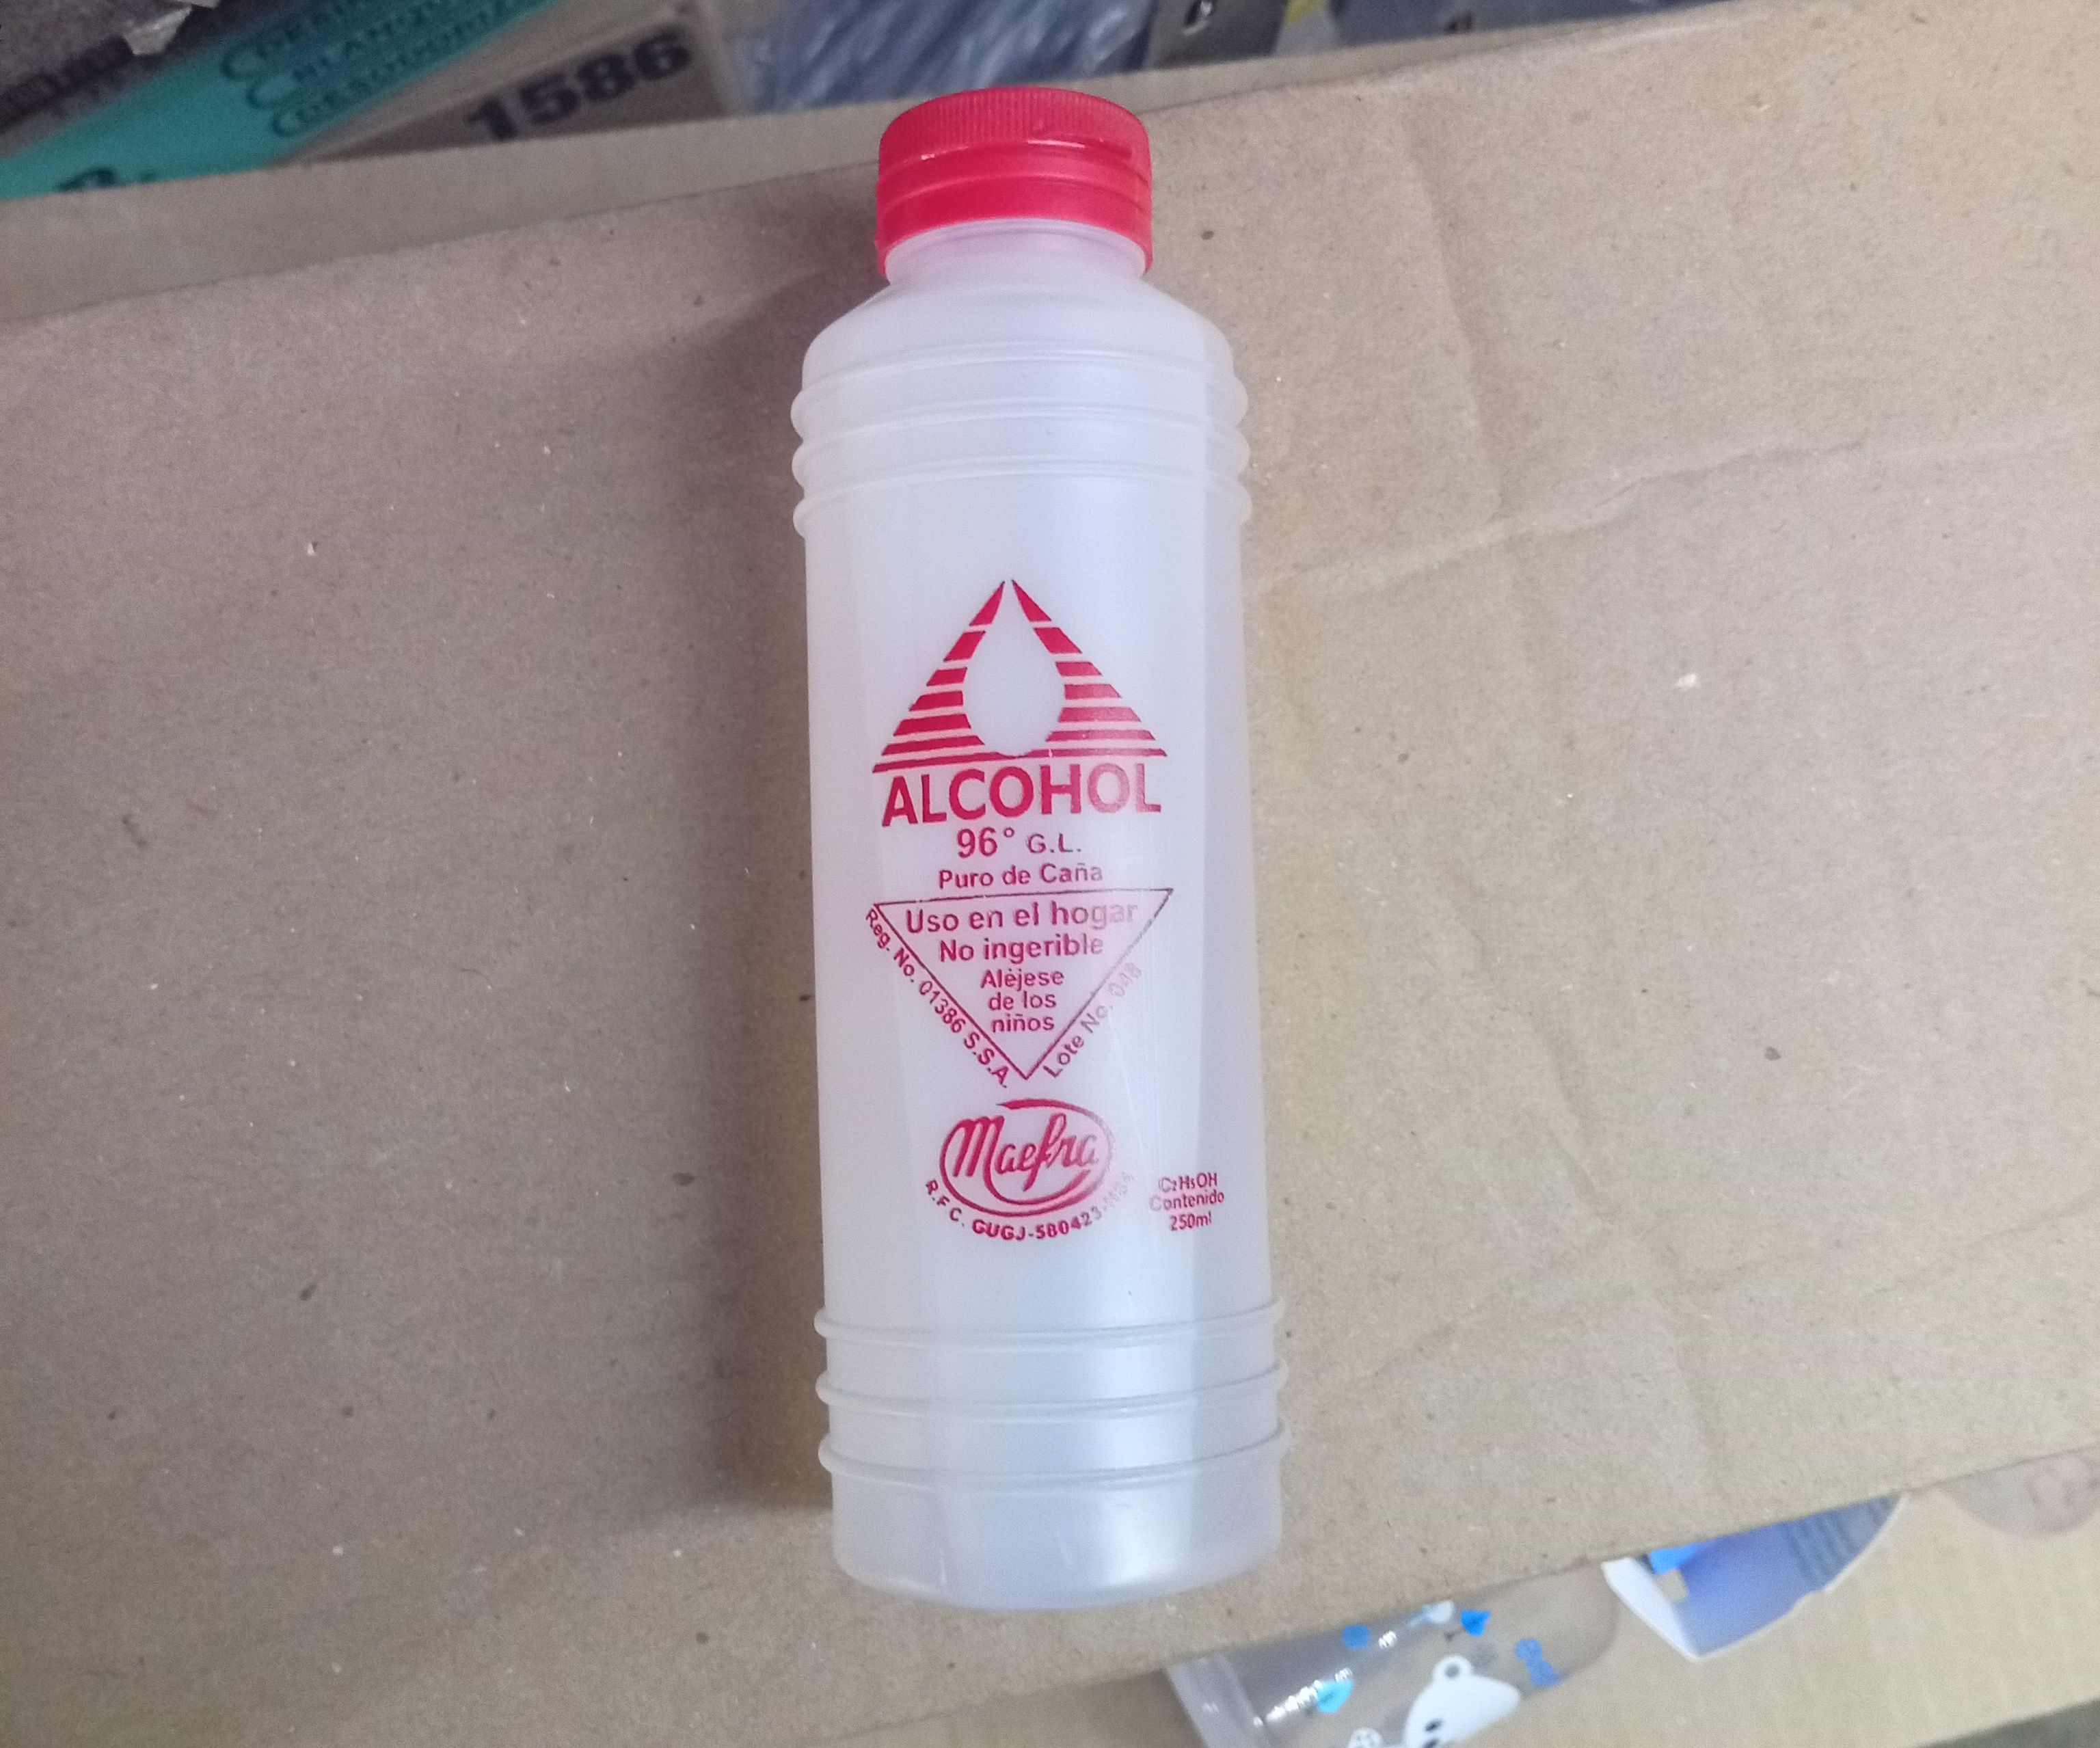 1586
ALCOHOL
96° G.L.
Puro de Caña
Uso en el hogar
No ingerible
Aléjese
de los
niños
Reg. No. 01386 S.S.A.
Lote No. 048
Maefra
R.F.C. GUGJ-580423-
C₂H₅OH
Contenido
250ml